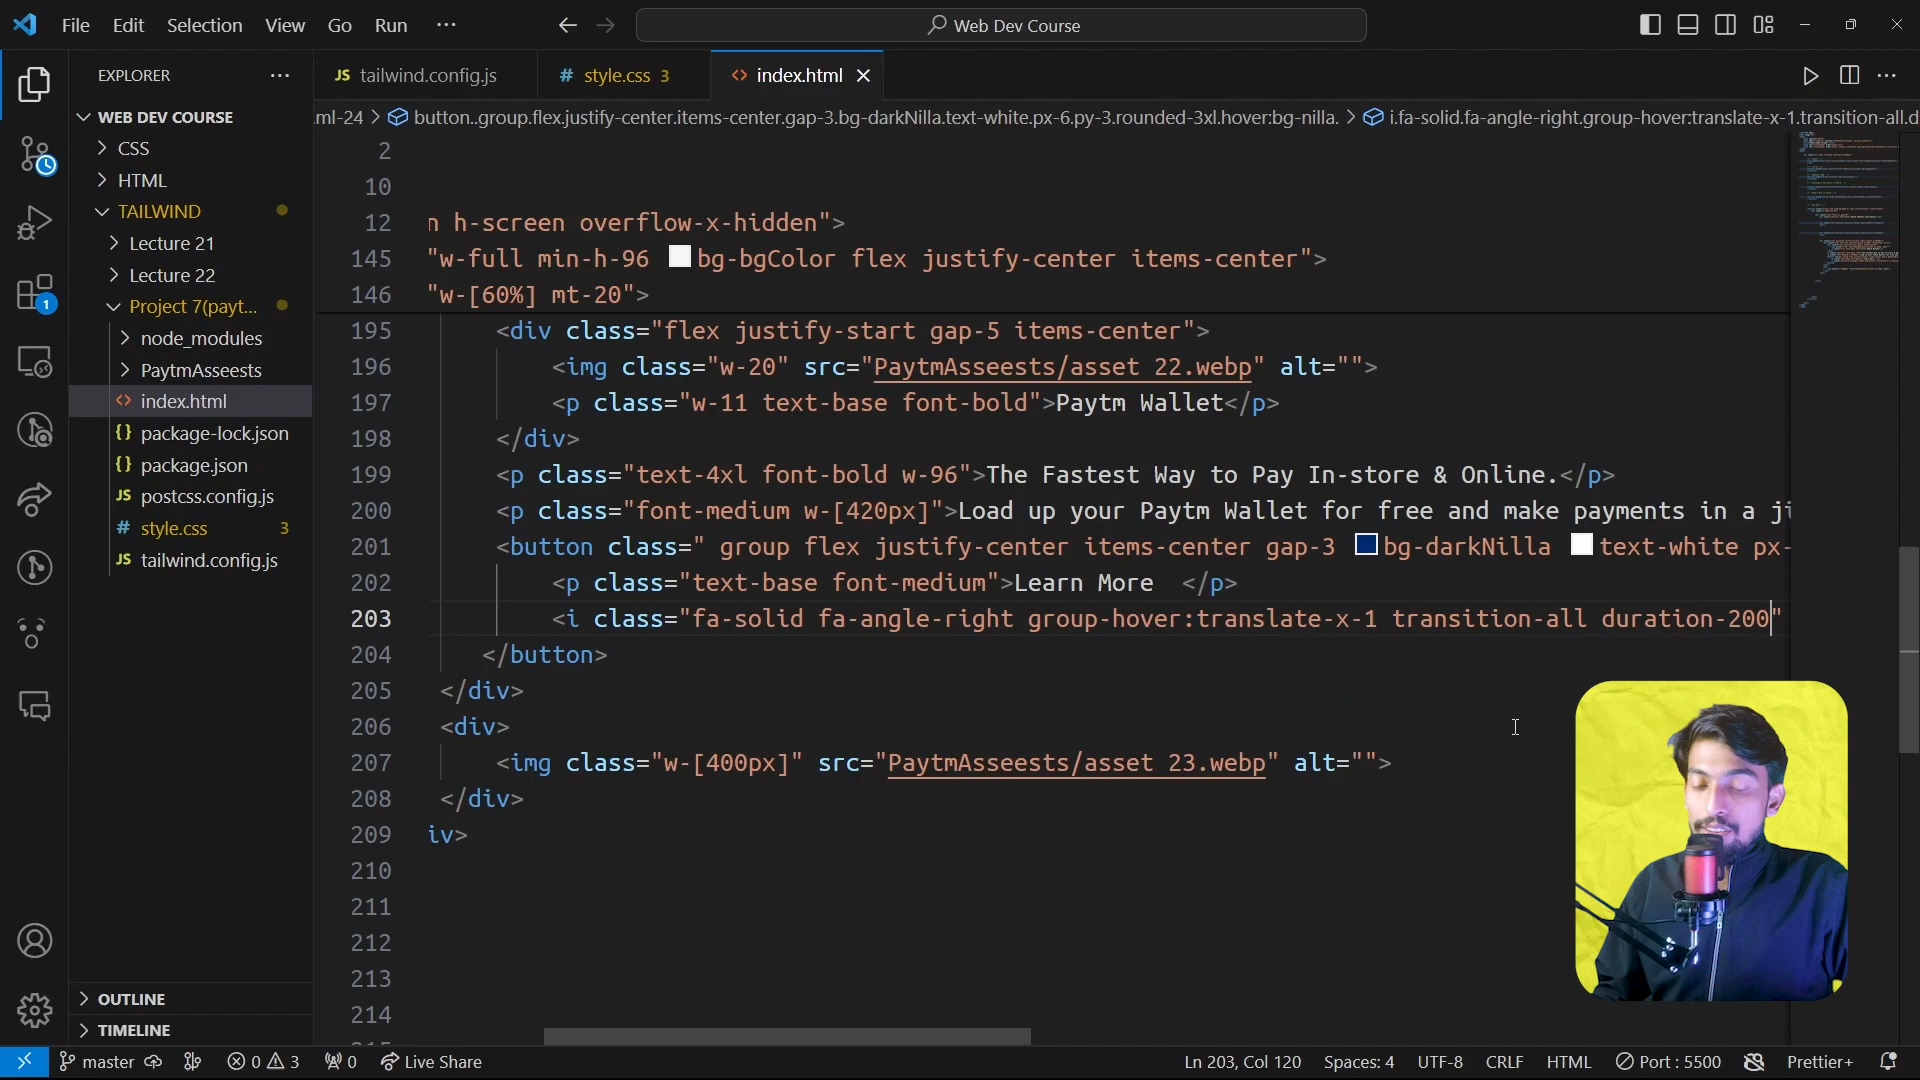 File Edit Selection View Go Run ···
Web Dev Course
EXPLORER
JS tailwind.config.js
# style.css 3
<> index.html
WEB DEV COURSE
CSS
HTML
TAILWIND
Lecture 21
Lecture 22
Project 7(payt...
node_modules
PaytmAsseests
<> index.html
{} package-lock.json
{} package.json
JS postcss.config.js
# style.css 3
JS tailwind.config.js
OUTLINE
TIMELINE
1
ml-24 > button..group.flex.justify-center.items-center.gap-3.bg-darkNilla.text-white.px-6.py-3.rounded-3xl.hover:bg-nilla. > i.fa-solid.fa-angle-right.group-hover:translate-x-1.transition-all.d
2
10
12 n h-screen overflow-x-hidden">
145 "w-full min-h-96 bg-bgColor flex justify-center items-center">
146 "w-[60%] mt-20">
195 <div class="flex justify-start gap-5 items-center">
196 <img class="w-20" src="PaytmAsseests/asset 22.webp" alt="">
197 <p class="w-11 text-base font-bold">Paytm Wallet</p>
198 </div>
199 <p class="text-4xl font-bold w-96">The Fastest Way to Pay In-store & Online.</p>
200 <p class="font-medium w-[420px]">Load up your Paytm Wallet for free and make payments in a ji
201 <button class=" group flex justify-center items-center gap-3 bg-darkNilla text-white px-
202 <p class="text-base font-medium">Learn More </p>
203 <i class="fa-solid fa-angle-right group-hover:translate-x-1 transition-all duration-200"
204 </button>
205 </div>
206 <div>
207 <img class="w-[400px]" src="PaytmAsseests/asset 23.webp" alt="">
208 </div>
209 iv>
210
211
212
213
214
master 0 3 0 Live Share Ln 203, Col 120 Spaces: 4 UTF-8 CRLF HTML Port : 5500 Prettier+